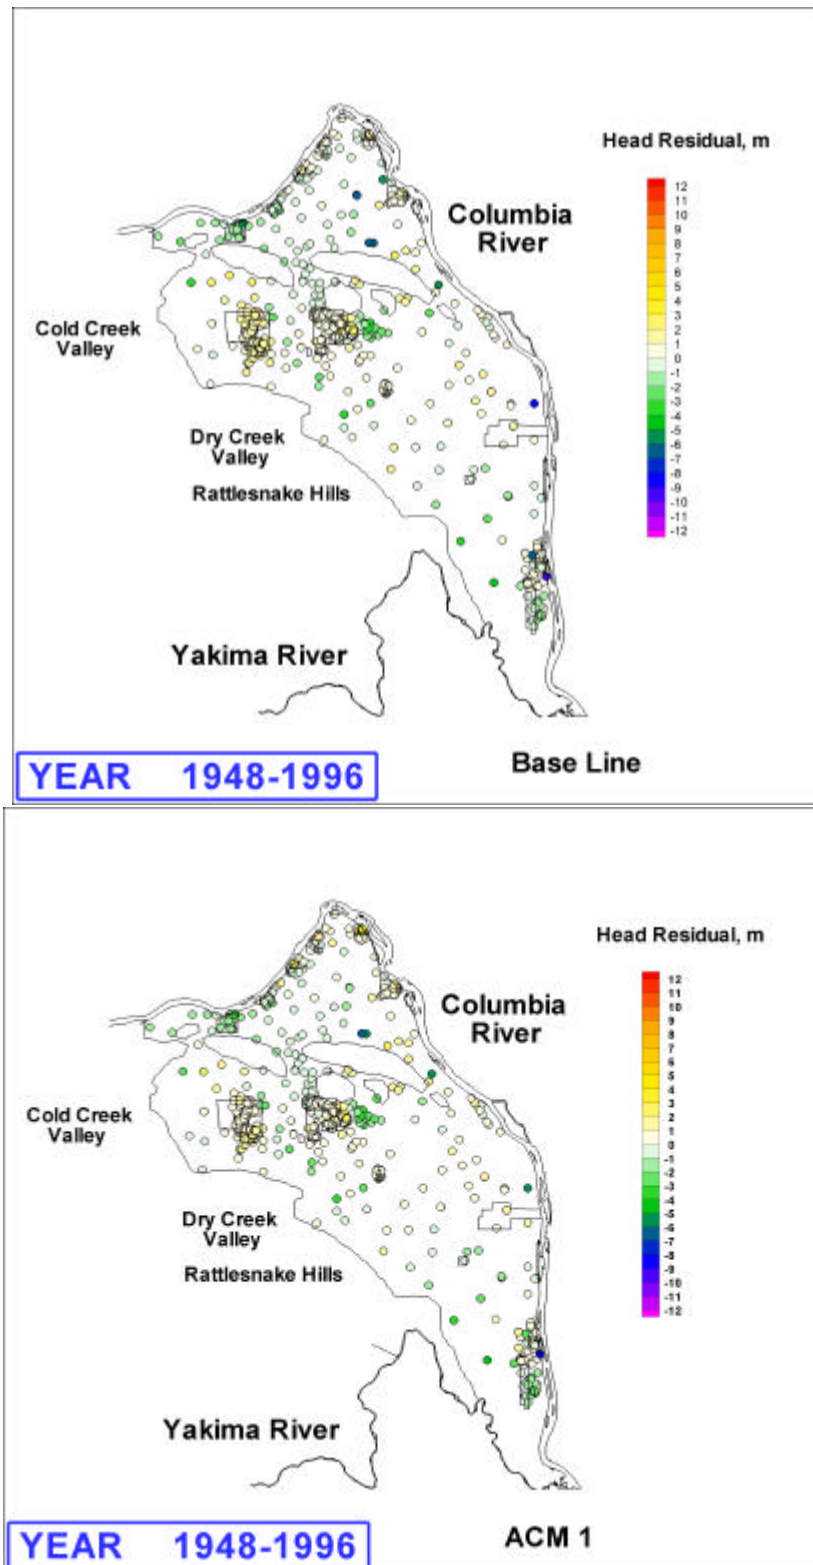 Head Residual, m
12
11
10
9
8
7
6
5
4
3
2
1
0
-1
-2
-3
-4
-5
-6
-7
-8
-9
-10
-11
-12
Columbia
River
Cold Creek
Valley
Dry Creek
Valley
Rattlesnake Hills
Yakima River
YEAR 1948-1996
Base Line
Head Residual, m
12
11
10
9
8
7
6
5
4
3
2
1
0
-1
-2
-3
-4
-5
-6
-7
-8
-9
-10
-11
-12
Columbia
River
Cold Creek
Valley
Dry Creek
Valley
Rattlesnake Hills
Yakima River
YEAR 1948-1996
ACM 1